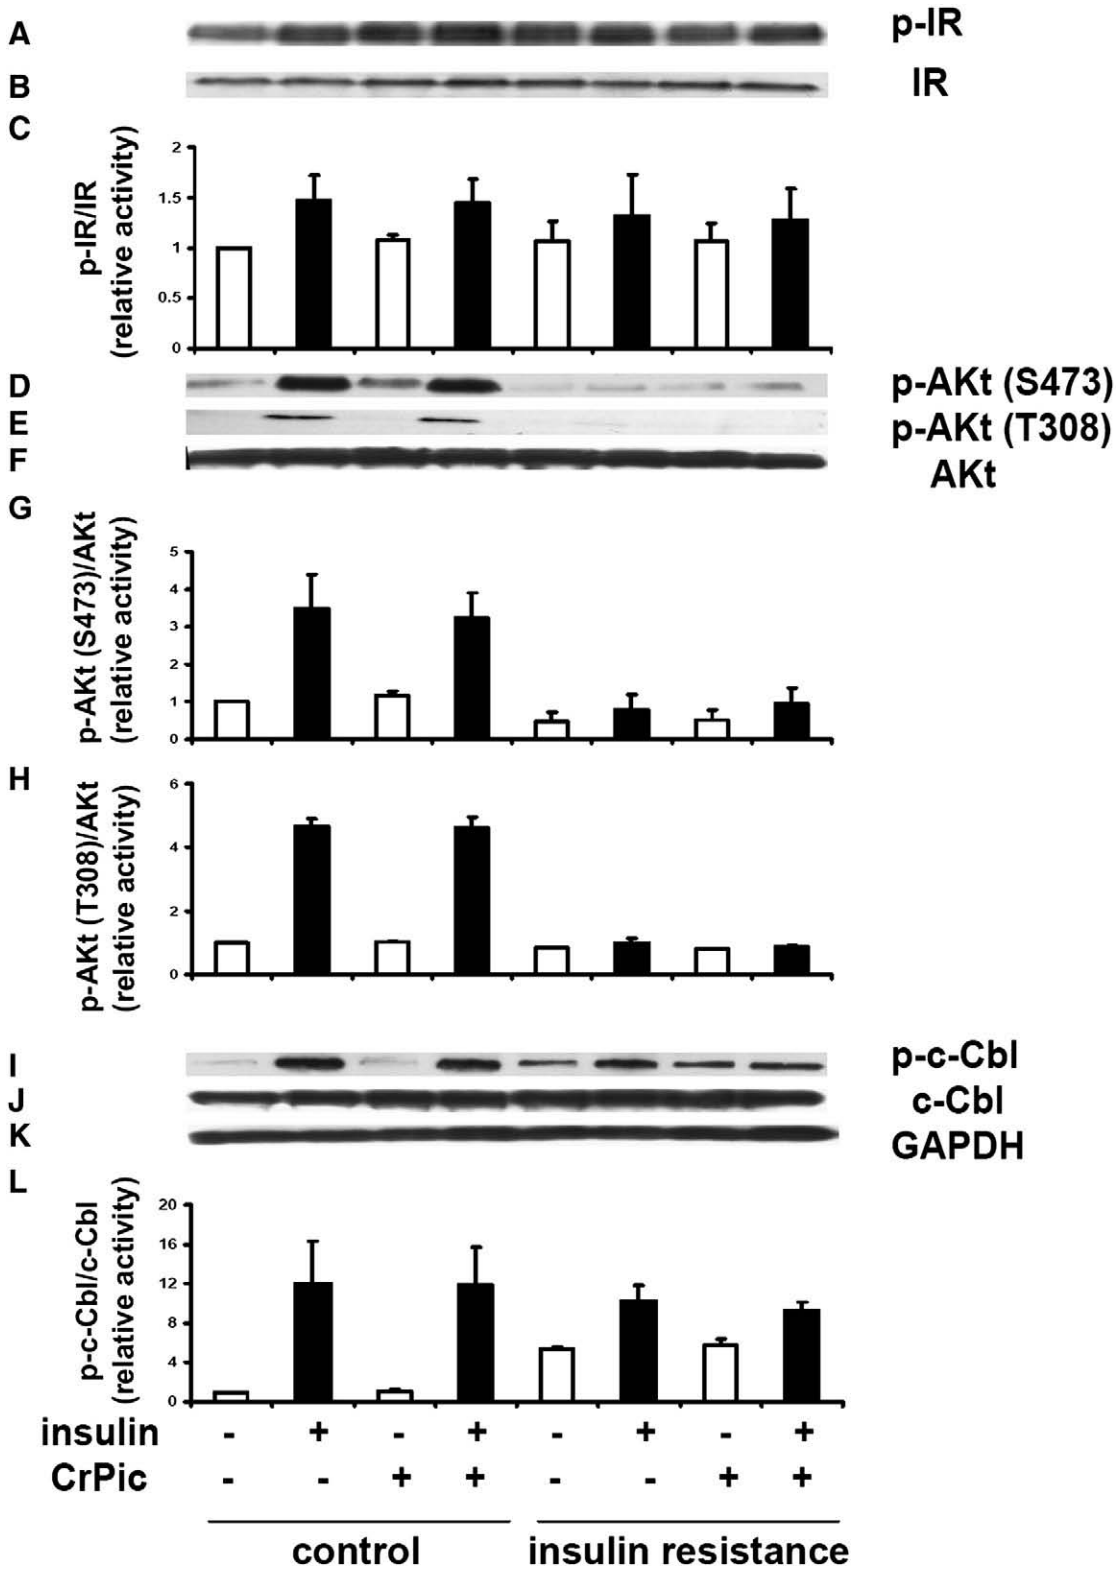 A p-IR
B IR
C
p-IR/IR
(relative activity)
2
1.5
1
0.5
0
D p-AKt (S473)
E p-AKt (T308)
F AKt
G
p-AKt (S473)/AKt
(relative activity)
5
4
3
2
1
0
H
p-AKt (T308)/AKt
(relative activity)
6
4
2
0
I p-c-Cbl
J c-Cbl
K GAPDH
L
p-c-Cbl/c-Cbl
(relative activity)
20
16
12
8
4
0
insulin - + - + - + - +
CrPic - - + + - - + +
control insulin resistance